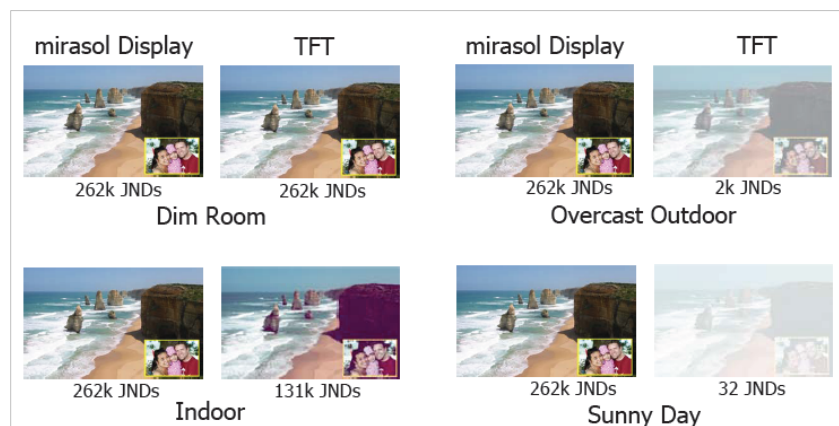 mirasol Display TFT
262k JNDs 262k JNDs
Dim Room
mirasol Display TFT
262k JNDs 2k JNDs
Overcast Outdoor
262k JNDs 131k JNDs
Indoor
262k JNDs 32 JNDs
Sunny Day